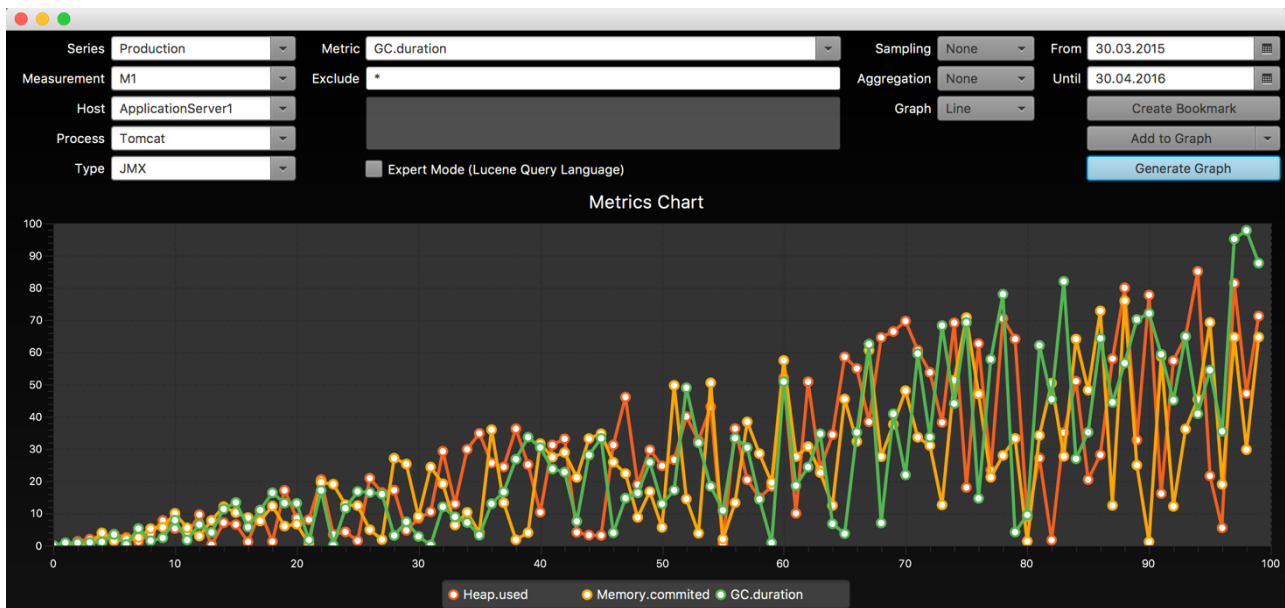 Series Production Metric GC.duration Sampling None From 30.03.2015
Measurement M1 Exclude * Aggregation None Until 30.04.2016
Host ApplicationServer1 Graph Line Create Bookmark
Process Tomcat Add to Graph
Type JMX Expert Mode (Lucene Query Language) Generate Graph
Metrics Chart
100
90
80
70
60
50
40
30
20
10
0
0 10 20 30 40 50 60 70 80 90 100
Heap.used Memory.commited GC.duration